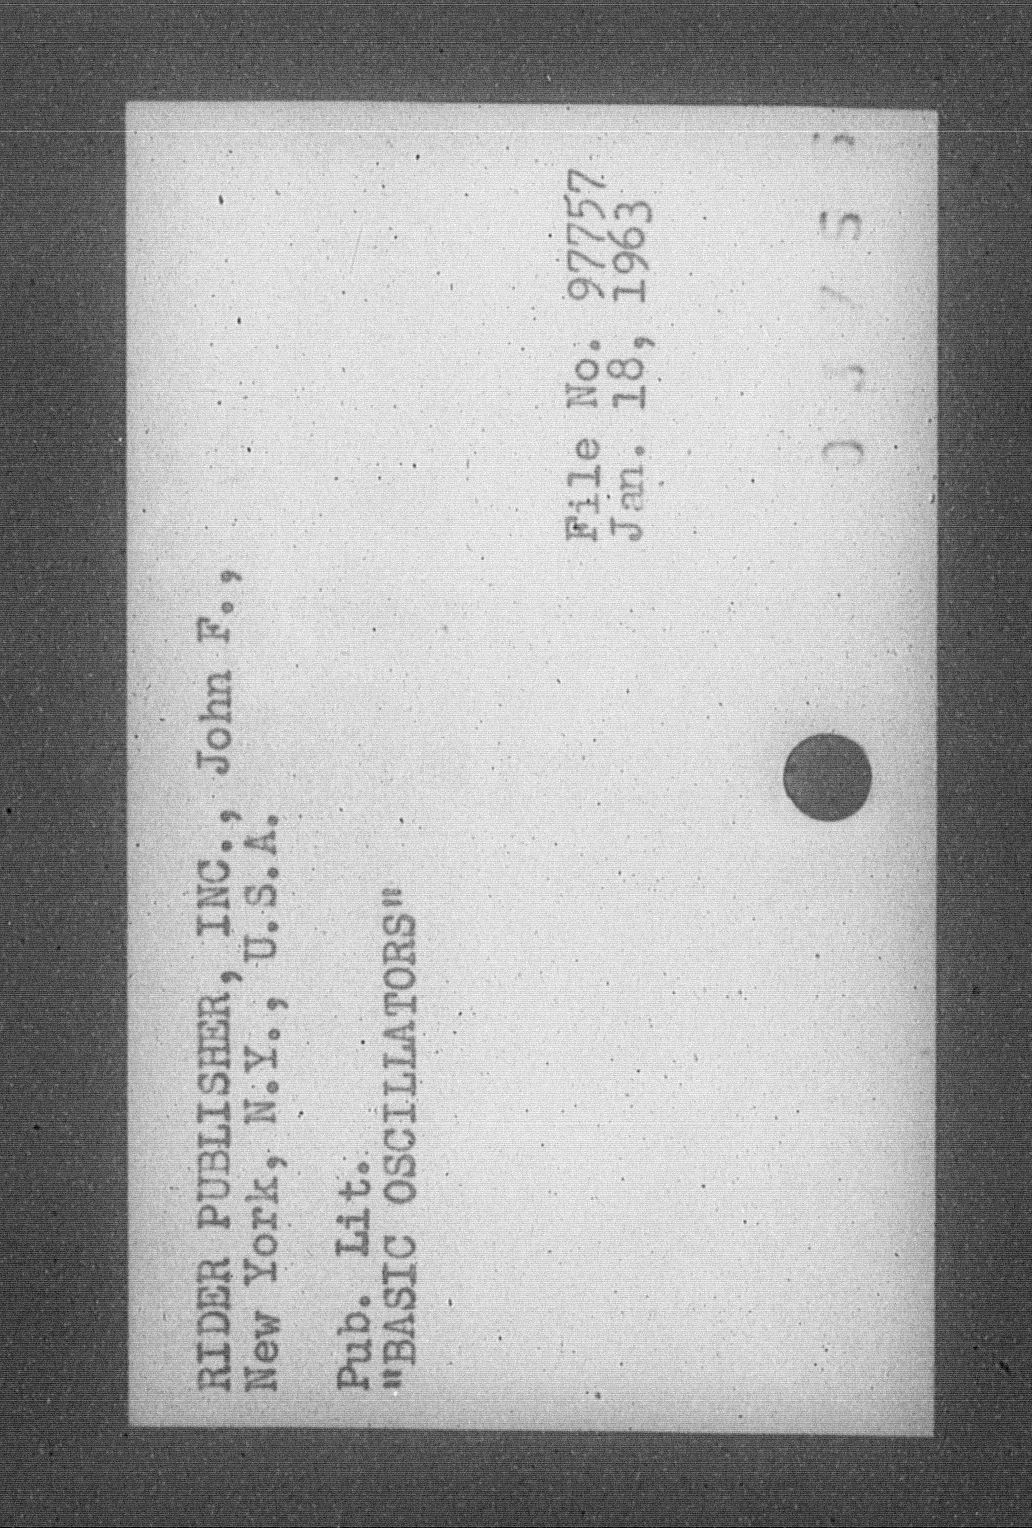 RIDER PUBLISHER, INC., John F.,
New York, N.Y., U.S.A.
Pub. Lit.
"BASIC OSCILLATORS"
File No. 97757
Jan. 18, 1963